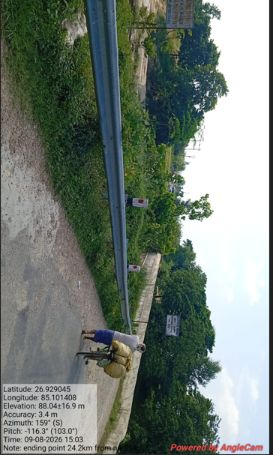 Latitude: 26.929045
Longitude: 85.101408
Elevation: 88.04±16.9 m
Accuracy: 3.4 m
Azimuth: 159° (S)
Pitch: -116.3° (103.0°)
Time: 09-08-2026 15:03
Note: ending point 24.2km from
Powered by AngleCam